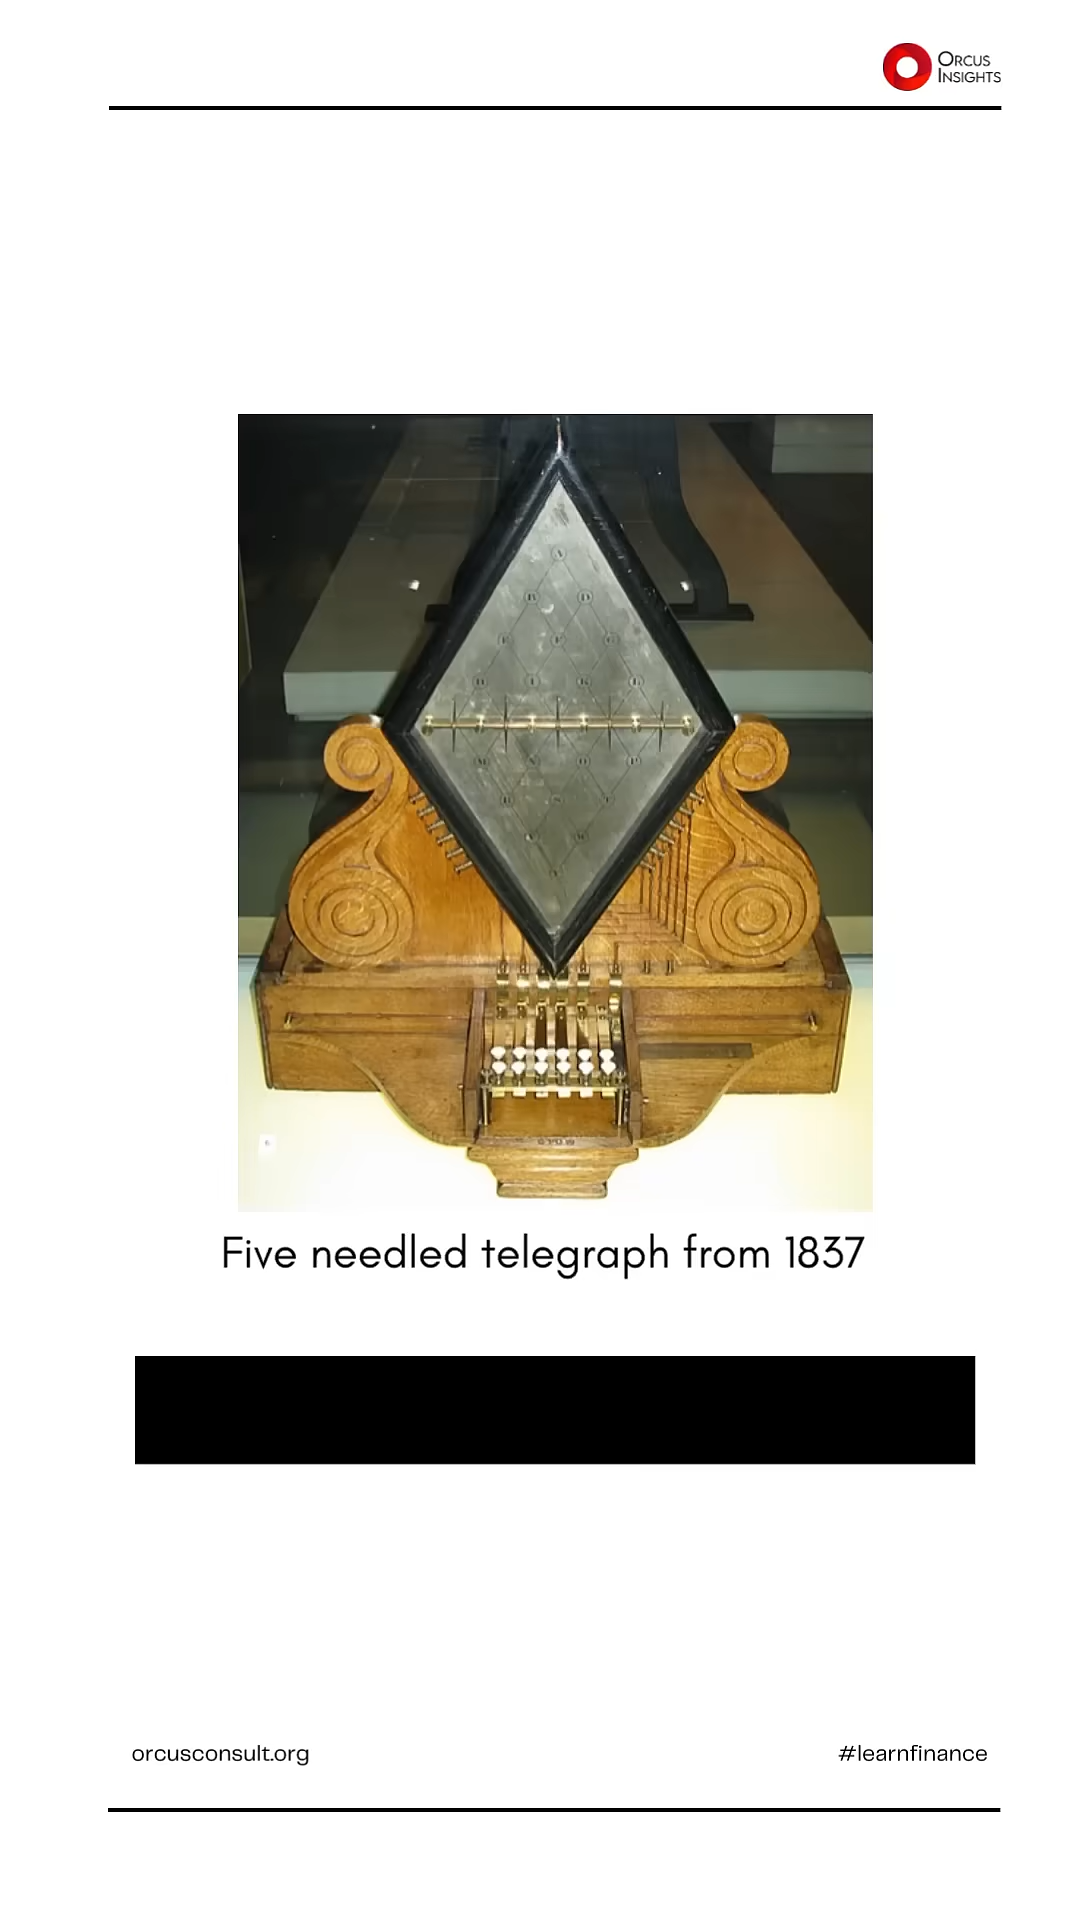 ORCUS
INSIGHTS
Five needled telegraph from 1837
orcusconsult.org
#learnfinance